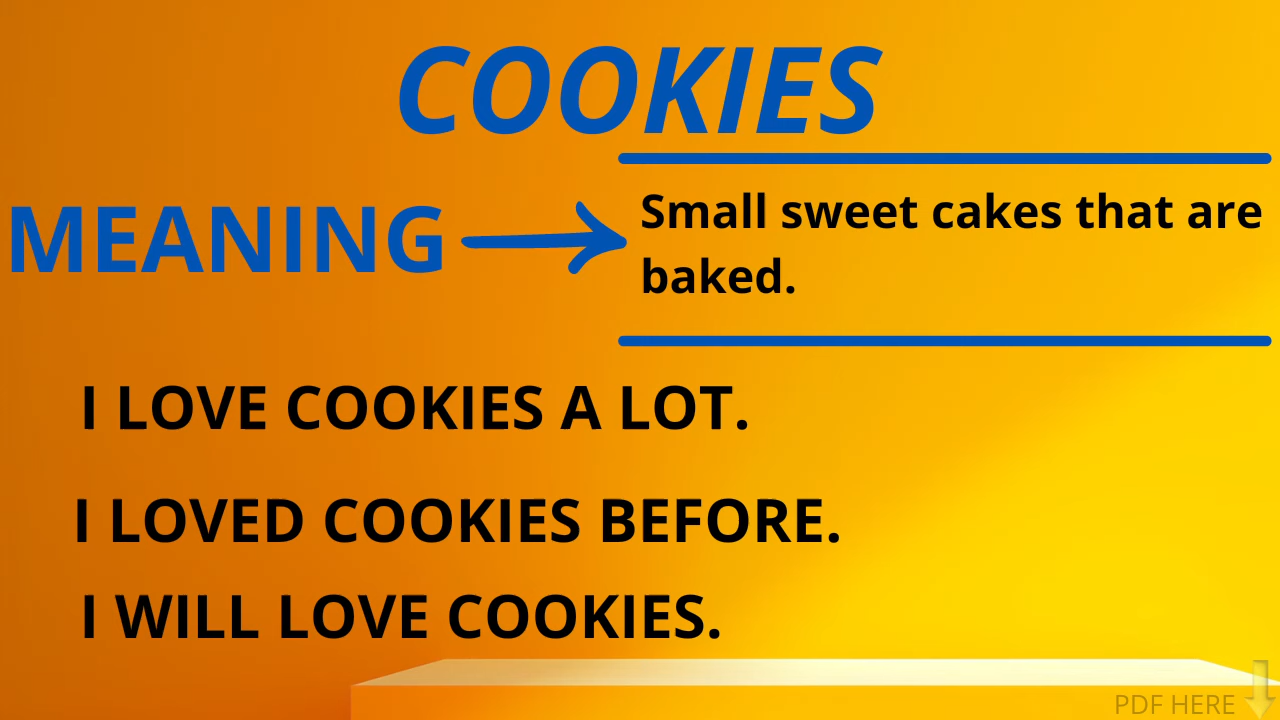 COOKIES
MEANING
Small sweet cakes that are
baked.
I LOVE COOKIES A LOT.
I LOVED COOKIES BEFORE.
I WILL LOVE COOKIES.
PDF HERE